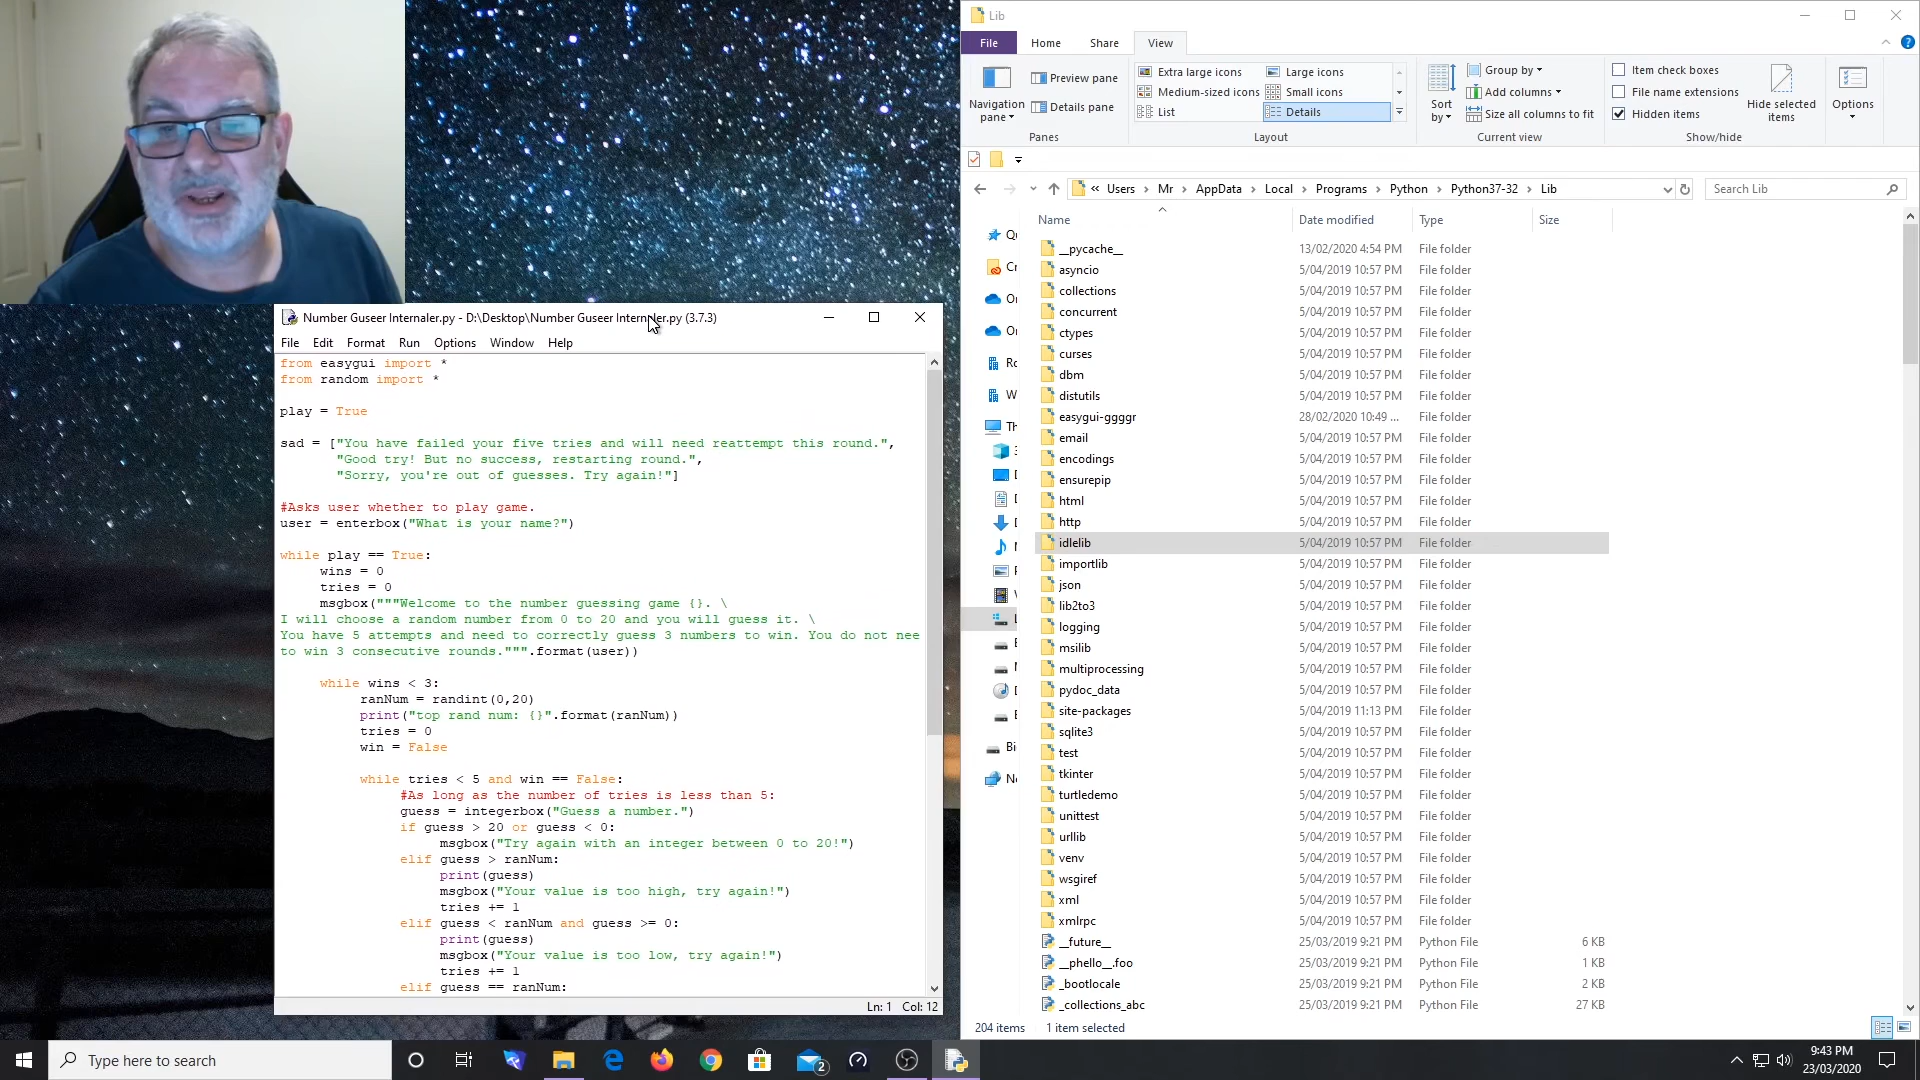 Lib
File Home Share View
Navigation pane
Preview pane
Details pane
Panes
Extra large icons Large icons
Medium-sized icons Small icons
List Details
Layout
Sort by
Group by
Add columns
Size all columns to fit
Current view
Item check boxes
File name extensions
Hidden items
Hide selected items
Show/hide
Options
« Users Mr AppData Local Programs Python Python37-32 Lib
Search Lib
Name Date modified Type Size
__pycache__ 13/02/2020 4:54 PM File folder
asyncio 5/04/2019 10:57 PM File folder
collections 5/04/2019 10:57 PM File folder
concurrent 5/04/2019 10:57 PM File folder
ctypes 5/04/2019 10:57 PM File folder
curses 5/04/2019 10:57 PM File folder
dbm 5/04/2019 10:57 PM File folder
distutils 5/04/2019 10:57 PM File folder
easygui-ggggr 28/02/2020 10:49 ... File folder
email 5/04/2019 10:57 PM File folder
encodings 5/04/2019 10:57 PM File folder
ensurepip 5/04/2019 10:57 PM File folder
html 5/04/2019 10:57 PM File folder
http 5/04/2019 10:57 PM File folder
idlelib 5/04/2019 10:57 PM File folder
importlib 5/04/2019 10:57 PM File folder
json 5/04/2019 10:57 PM File folder
lib2to3 5/04/2019 10:57 PM File folder
logging 5/04/2019 10:57 PM File folder
msilib 5/04/2019 10:57 PM File folder
multiprocessing 5/04/2019 10:57 PM File folder
pydoc_data 5/04/2019 10:57 PM File folder
site-packages 5/04/2019 11:13 PM File folder
sqlite3 5/04/2019 10:57 PM File folder
test 5/04/2019 10:57 PM File folder
tkinter 5/04/2019 10:57 PM File folder
turtledemo 5/04/2019 10:57 PM File folder
unittest 5/04/2019 10:57 PM File folder
urllib 5/04/2019 10:57 PM File folder
venv 5/04/2019 10:57 PM File folder
wsgiref 5/04/2019 10:57 PM File folder
xml 5/04/2019 10:57 PM File folder
xmlrpc 5/04/2019 10:57 PM File folder
__future__ 25/03/2019 9:21 PM Python File 6 KB
__phello__.foo 25/03/2019 9:21 PM Python File 1 KB
_bootlocale 25/03/2019 9:21 PM Python File 2 KB
_collections_abc 25/03/2019 9:21 PM Python File 27 KB
204 items 1 item selected
Number Guseer Internaler.py - D:\Desktop\Number Guseer Internaler.py (3.7.3)
File Edit Format Run Options Window Help
from easygui import *
from random import *
play = True
sad = ["You have failed your five tries and will need reattempt this round.",
"Good try! But no success, restarting round.",
"Sorry, you're out of guesses. Try again!"]
#Asks user whether to play game.
user = enterbox("What is your name?")
while play == True:
wins = 0
tries = 0
msgbox("""Welcome to the number guessing game {}. \
I will choose a random number from 0 to 20 and you will guess it. \
You have 5 attempts and need to correctly guess 3 numbers to win. You do not nee
to win 3 consecutive rounds.""".format(user))
while wins < 3:
ranNum = randint(0,20)
print("top rand num: {}".format(ranNum))
tries = 0
win = False
while tries < 5 and win == False:
#As long as the number of tries is less than 5:
guess = integerbox("Guess a number.")
if guess > 20 or guess < 0:
msgbox("Try again with an integer between 0 to 20!")
elif guess > ranNum:
print(guess)
msgbox("Your value is too high, try again!")
tries += 1
elif guess < ranNum and guess >= 0:
print(guess)
msgbox("Your value is too low, try again!")
tries += 1
elif guess == ranNum:
Ln: 1 Col: 12
Type here to search
2
9:43 PM
23/03/2020